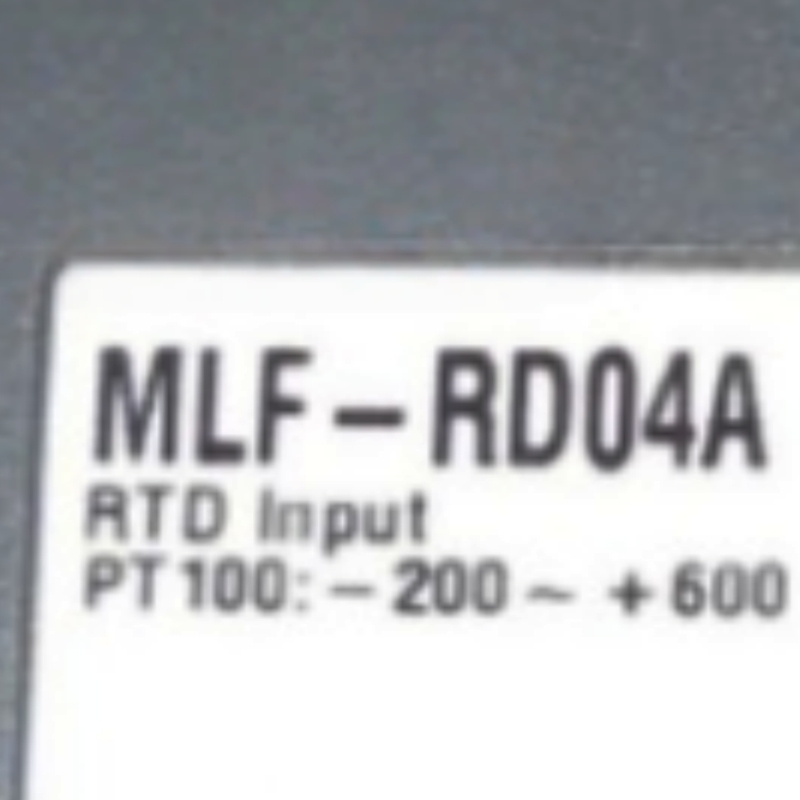 MLF-RD04A
RTD Input
PT100:-200~+600